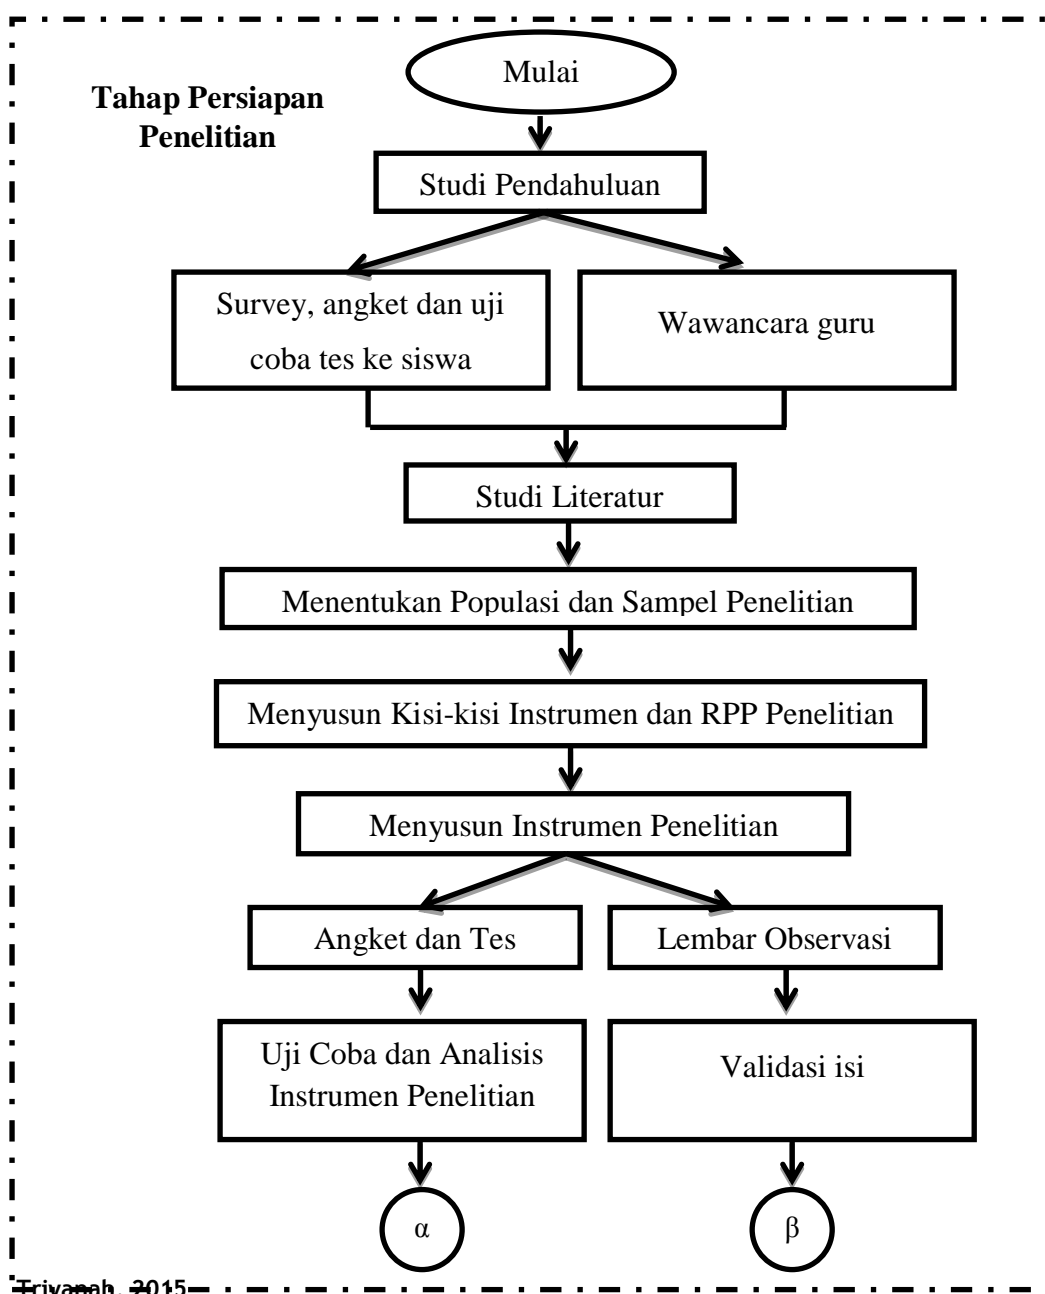 Mulai
Tahap Persiapan
Penelitian
Studi Pendahuluan
Survey, angket dan uji
coba tes ke siswa
Wawancara guru
Studi Literatur
Menentukan Populasi dan Sampel Penelitian
Menyusun Kisi-kisi Instrumen dan RPP Penelitian
Menyusun Instrumen Penelitian
Angket dan Tes
Lembar Observasi
Uji Coba dan Analisis
Instrumen Penelitian
Validasi isi
α
β
Triyanah, 2015